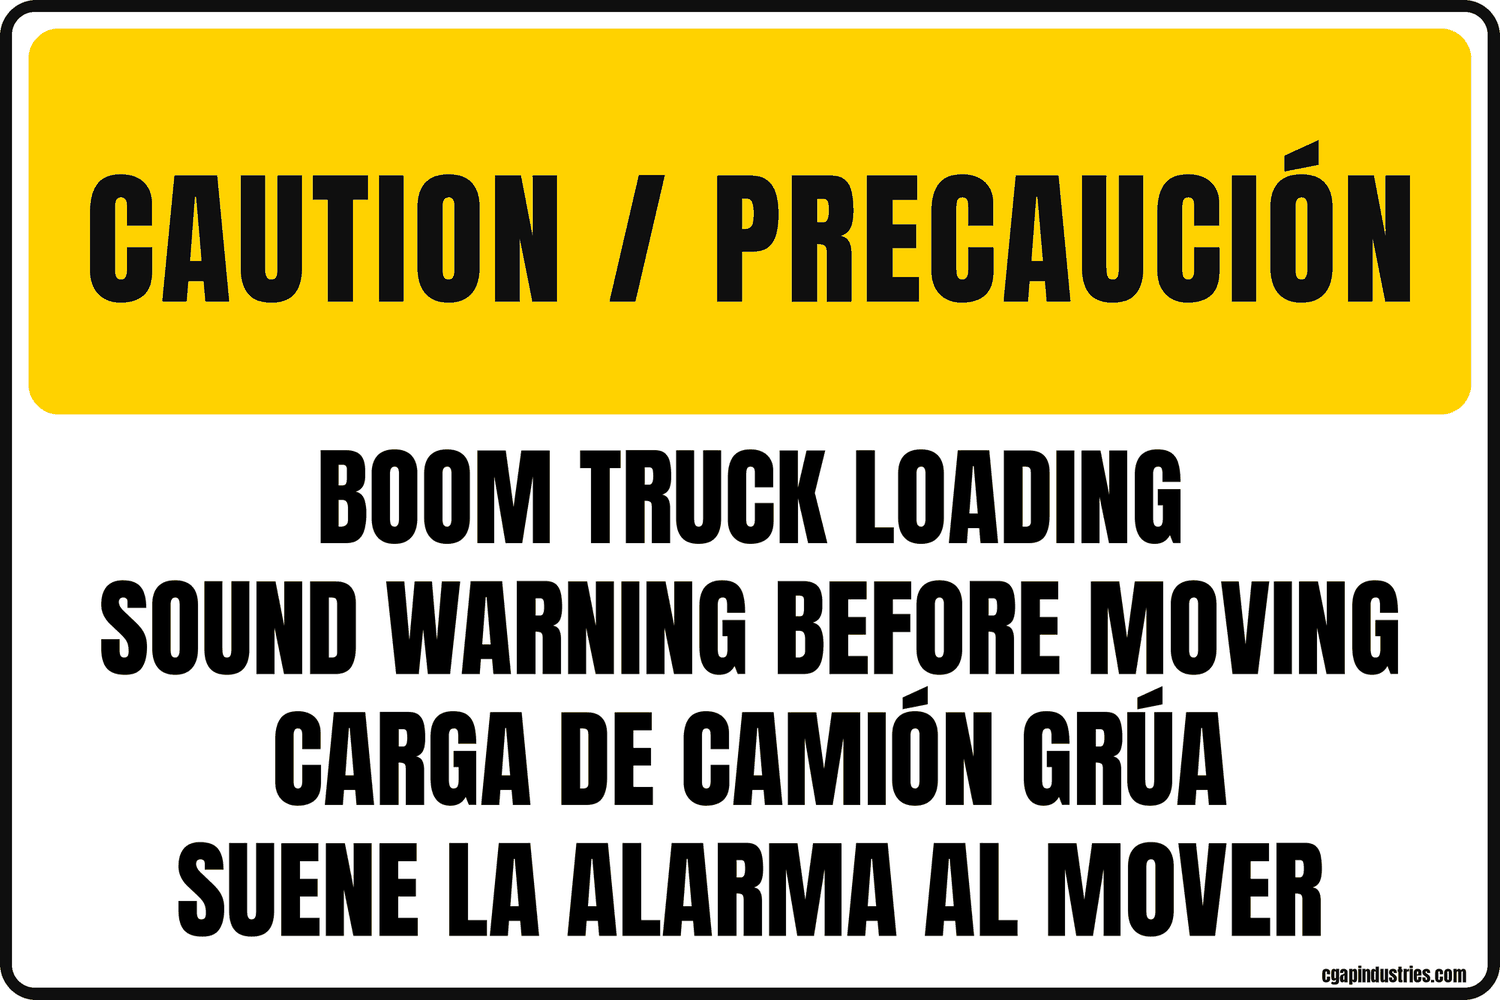 CAUTION / PRECAUCIÓN
BOOM TRUCK LOADING
SOUND WARNING BEFORE MOVING
CARGA DE CAMIÓN GRÚA
SUENE LA ALARMA AL MOVER
cgapindustries.com